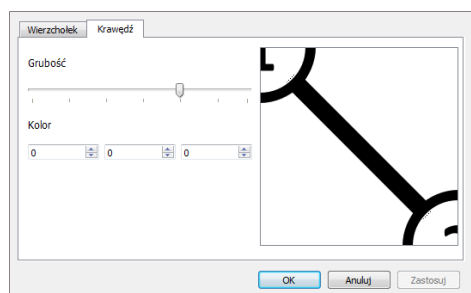 Wierzchołek Krawędź
Grubość
Kolor
0 0 0
OK Anuluj Zastosuj